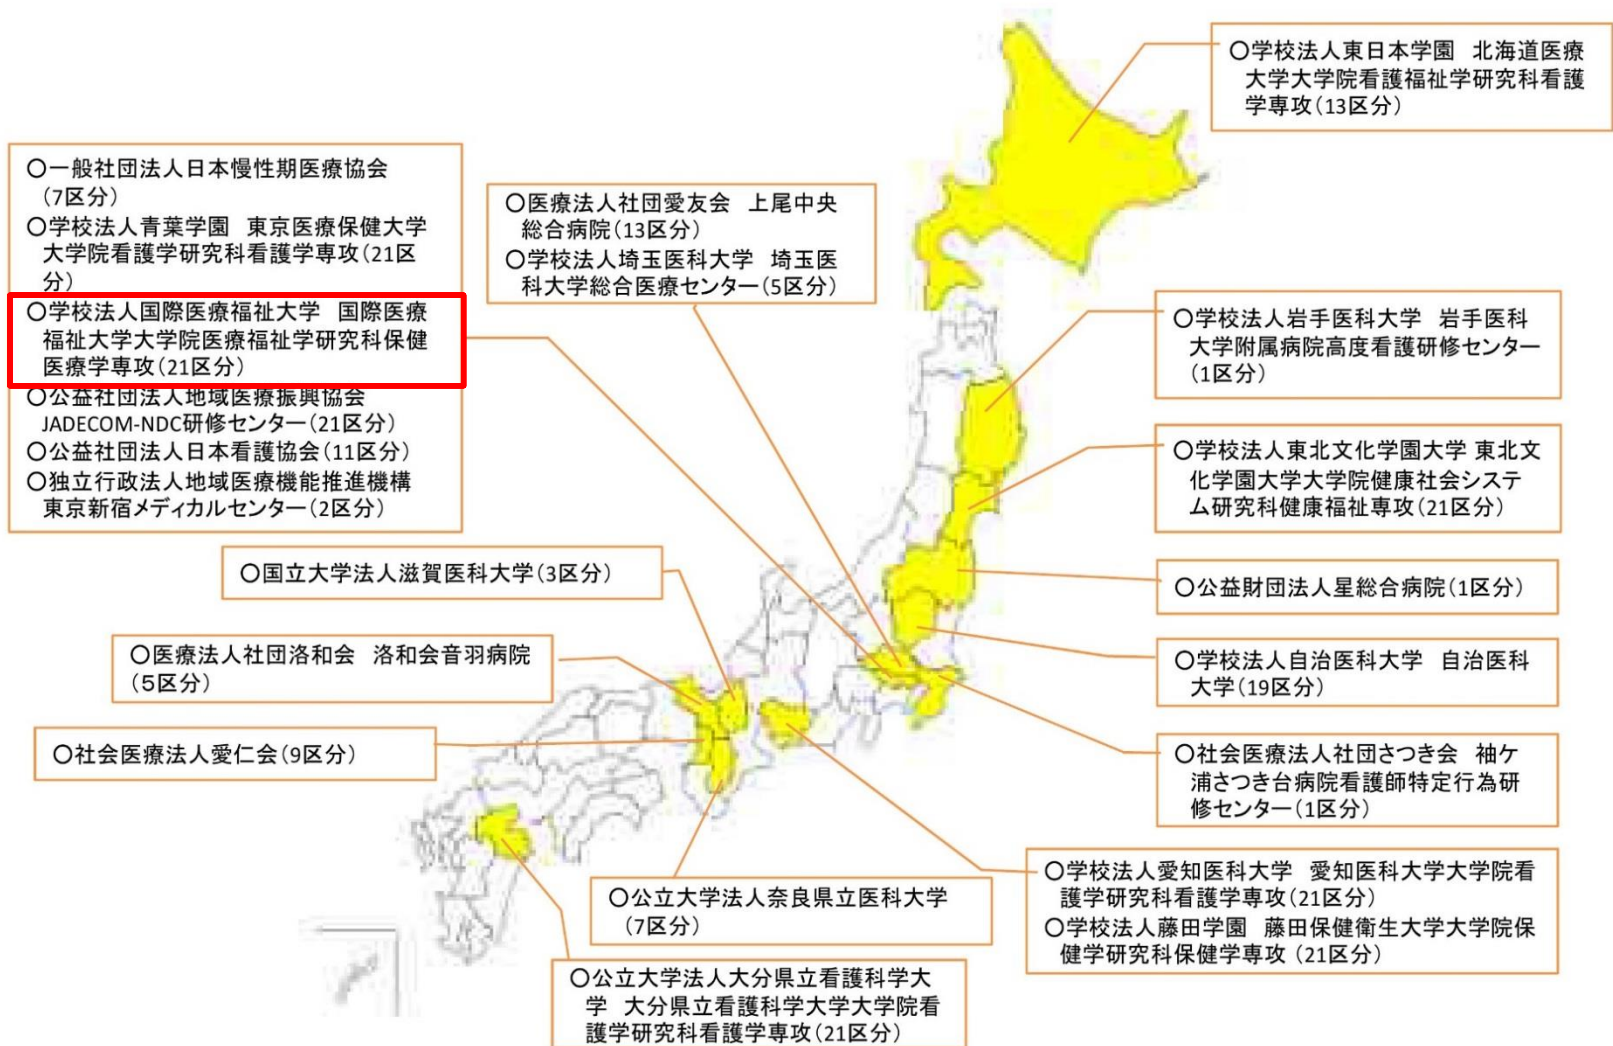 ○学校法人東日本学園　北海道医療
大学大学院看護福祉学研究科看護
学専攻(13区分)
○一般社団法人日本慢性期医療協会
(7区分)
○学校法人青葉学園　東京医療保健大学
大学院看護学研究科看護学専攻(21区
分)
○学校法人国際医療福祉大学　国際医療
福祉大学大学院医療福祉学研究科保健
医療学専攻(21区分)
○公益社団法人地域医療振興協会
JADECOM-NDC研修センター(21区分)
○公益社団法人日本看護協会(11区分)
○独立行政法人地域医療機能推進機構
東京新宿メディカルセンター(2区分)
○医療法人社団愛友会　上尾中央
総合病院(13区分)
○学校法人埼玉医科大学　埼玉医
科大学総合医療センター(5区分)
○学校法人岩手医科大学　岩手医科
大学附属病院高度看護研修センター
(1区分)
○学校法人東北文化学園大学 東北文
化学園大学大学院健康社会システ
ム研究科健康福祉専攻(21区分)
○国立大学法人滋賀医科大学(3区分)
○公益財団法人星総合病院(1区分)
○医療法人社団洛和会　洛和会音羽病院
(5区分)
○学校法人自治医科大学　自治医科
大学(19区分)
○社会医療法人愛仁会(9区分)
○社会医療法人社団さつき会　袖ケ
浦さつき台病院看護師特定行為研
修センター(1区分)
○公立大学法人奈良県立医科大学
(7区分)
○学校法人愛知医科大学　愛知医科大学大学院看
護学研究科看護学専攻(21区分)
○学校法人藤田学園　藤田保健衛生大学大学院保
健学研究科保健学専攻 (21区分)
○公立大学法人大分県立看護科学大
学　大分県立看護科学大学大学院看
護学研究科看護学専攻(21区分)